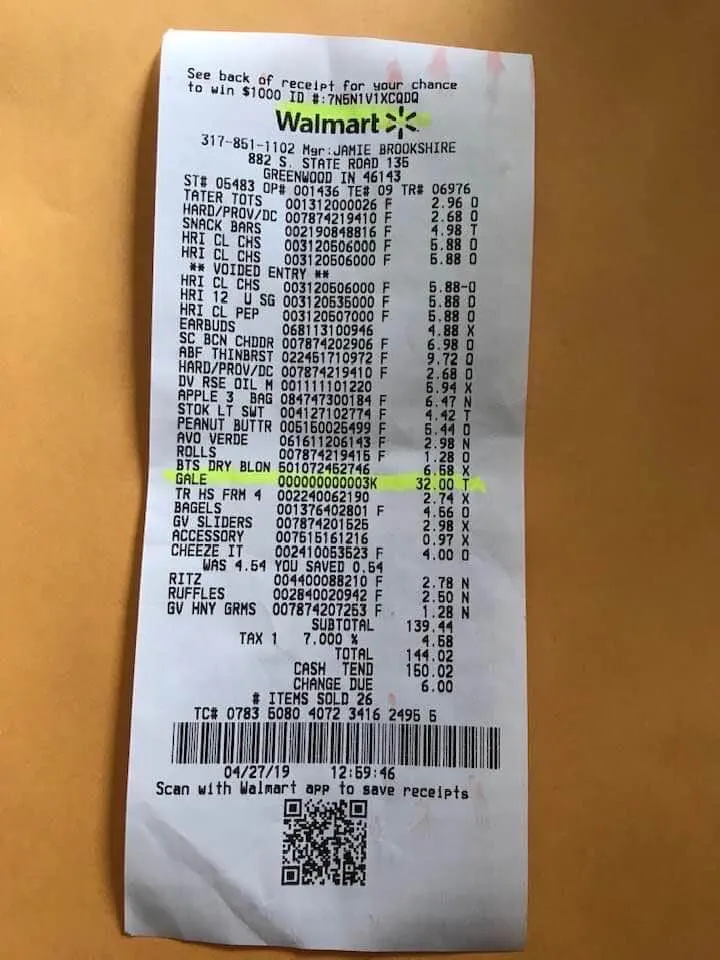 See back of receipt for your chance
to win $1000 ID #:7N5N1V1XCQDQ
Walmart
317-851-1102 Mgr:JAMIE BROOKSHIRE
882 S. STATE ROAD 135
GREENWOOD IN 46143
ST# 05483 OP# 001436 TE# 09 TR# 06976
TATER TOTS 001312000026 F 2.96 O
HARD/PROV/DC 007874219410 F 2.68 O
SNACK BARS 002190848816 F 4.98 T
HRI CL CHS 003120506000 F 5.88 O
HRI CL CHS 003120506000 F 5.88 O
** VOIDED ENTRY **
HRI CL CHS 003120506000 F 5.88-O
HRI 12 U SG 003120535000 F 5.88 O
HRI CL PEP 003120507000 F 5.88 O
EARBUDS 068113100946 4.88 X
SC BCN CHDDR 007874202906 F 6.98 O
ABF THINBRST 022451710972 F 9.72 O
HARD/PROV/DC 007874219410 F 2.68 O
DV RSE OIL M 001111101220 5.94 X
APPLE 3 BAG 084747300184 F 6.47 N
STOK LT SWT 004127102774 F 4.42 T
PEANUT BUTTR 005150025499 F 5.44 O
AVO VERDE 061611206143 F 2.98 N
ROLLS 007874219415 F 1.28 O
BTS DRY BLON 501072452746 6.58 X
GALE 000000000003K 32.00 T
TR HS FRM 4 002240062190 2.74 X
BAGELS 001376402801 F 4.66 O
GV SLIDERS 007874201525 2.98 X
ACCESSORY 007515161216 0.97 X
CHEEZE IT 002410053523 F 4.00 O
WAS 4.54 YOU SAVED 0.54
RITZ 004400088210 F 2.78 N
RUFFLES 002840020942 F 2.50 N
GV HNY GRMS 007874207253 F 1.28 N
SUBTOTAL 139.44
TAX 1 7.000 % 4.58
TOTAL 144.02
CASH TEND 150.02
CHANGE DUE 6.00
# ITEMS SOLD 26
TC# 0783 5080 4072 3416 2495 5
04/27/19 12:59:46
Scan with Walmart app to save receipts